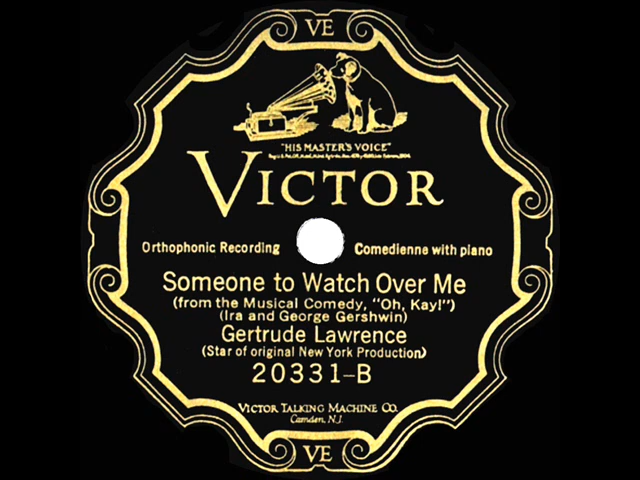 VE
"HIS MASTER'S VOICE"
VICTOR
Orthophonic Recording Comedienne with piano
Someone to Watch Over Me
(from the Musical Comedy, "Oh, Kay!")
(Ira and George Gershwin)
Gertrude Lawrence
(Star of original New York Production)
20331-B
VICTOR TALKING MACHINE CO.
Camden, N.J.
VE